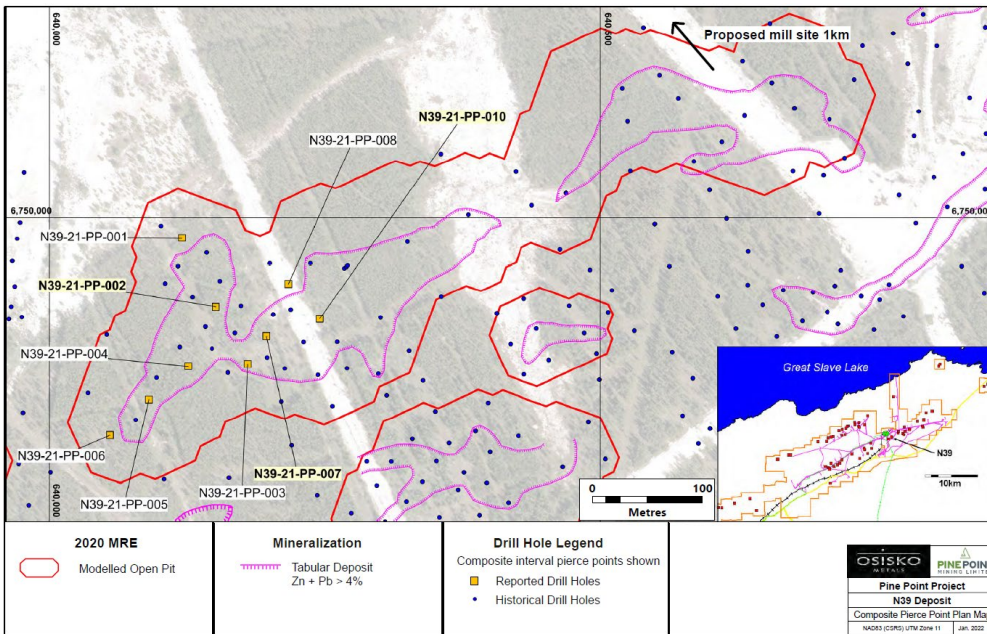 640,000
640,500
Proposed mill site 1km
N39-21-PP-010
N39-21-PP-008
6,750,000
6,750,000
N39-21-PP-001
N39-21-PP-002
N39-21-PP-004
N39-21-PP-006
N39-21-PP-005
N39-21-PP-003
N39-21-PP-007
640,000
0 100
Metres
Great Slave Lake
N39
10km
2020 MRE
Modelled Open Pit
Mineralization
Tabular Deposit
Zn + Pb > 4%
Drill Hole Legend
Composite interval pierce points shown
Reported Drill Holes
Historical Drill Holes
OSISKO
METALS
PINE POINT
MINING LIMITE
Pine Point Project
N39 Deposit
Composite Pierce Point Plan Map
NAD83 (CSRS) UTM Zone 11 Jan. 2022